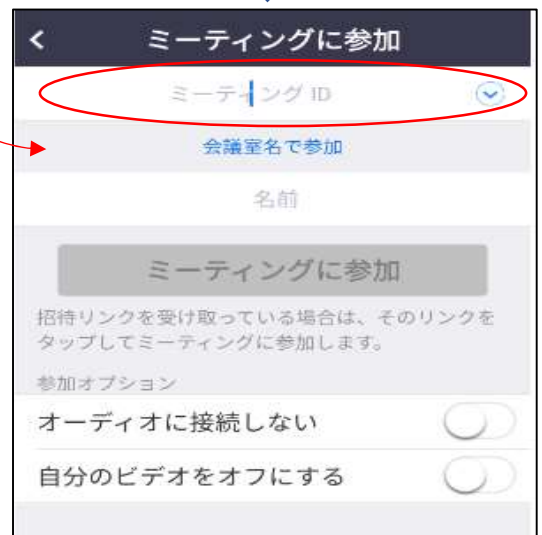 ミーティングに参加
ミーティング ID
会議室名で参加
名前
ミーティングに参加
招待リンクを受け取っている場合は、そのリンクを
タップしてミーティングに参加します。
参加オプション
オーディオに接続しない
自分のビデオをオフにする